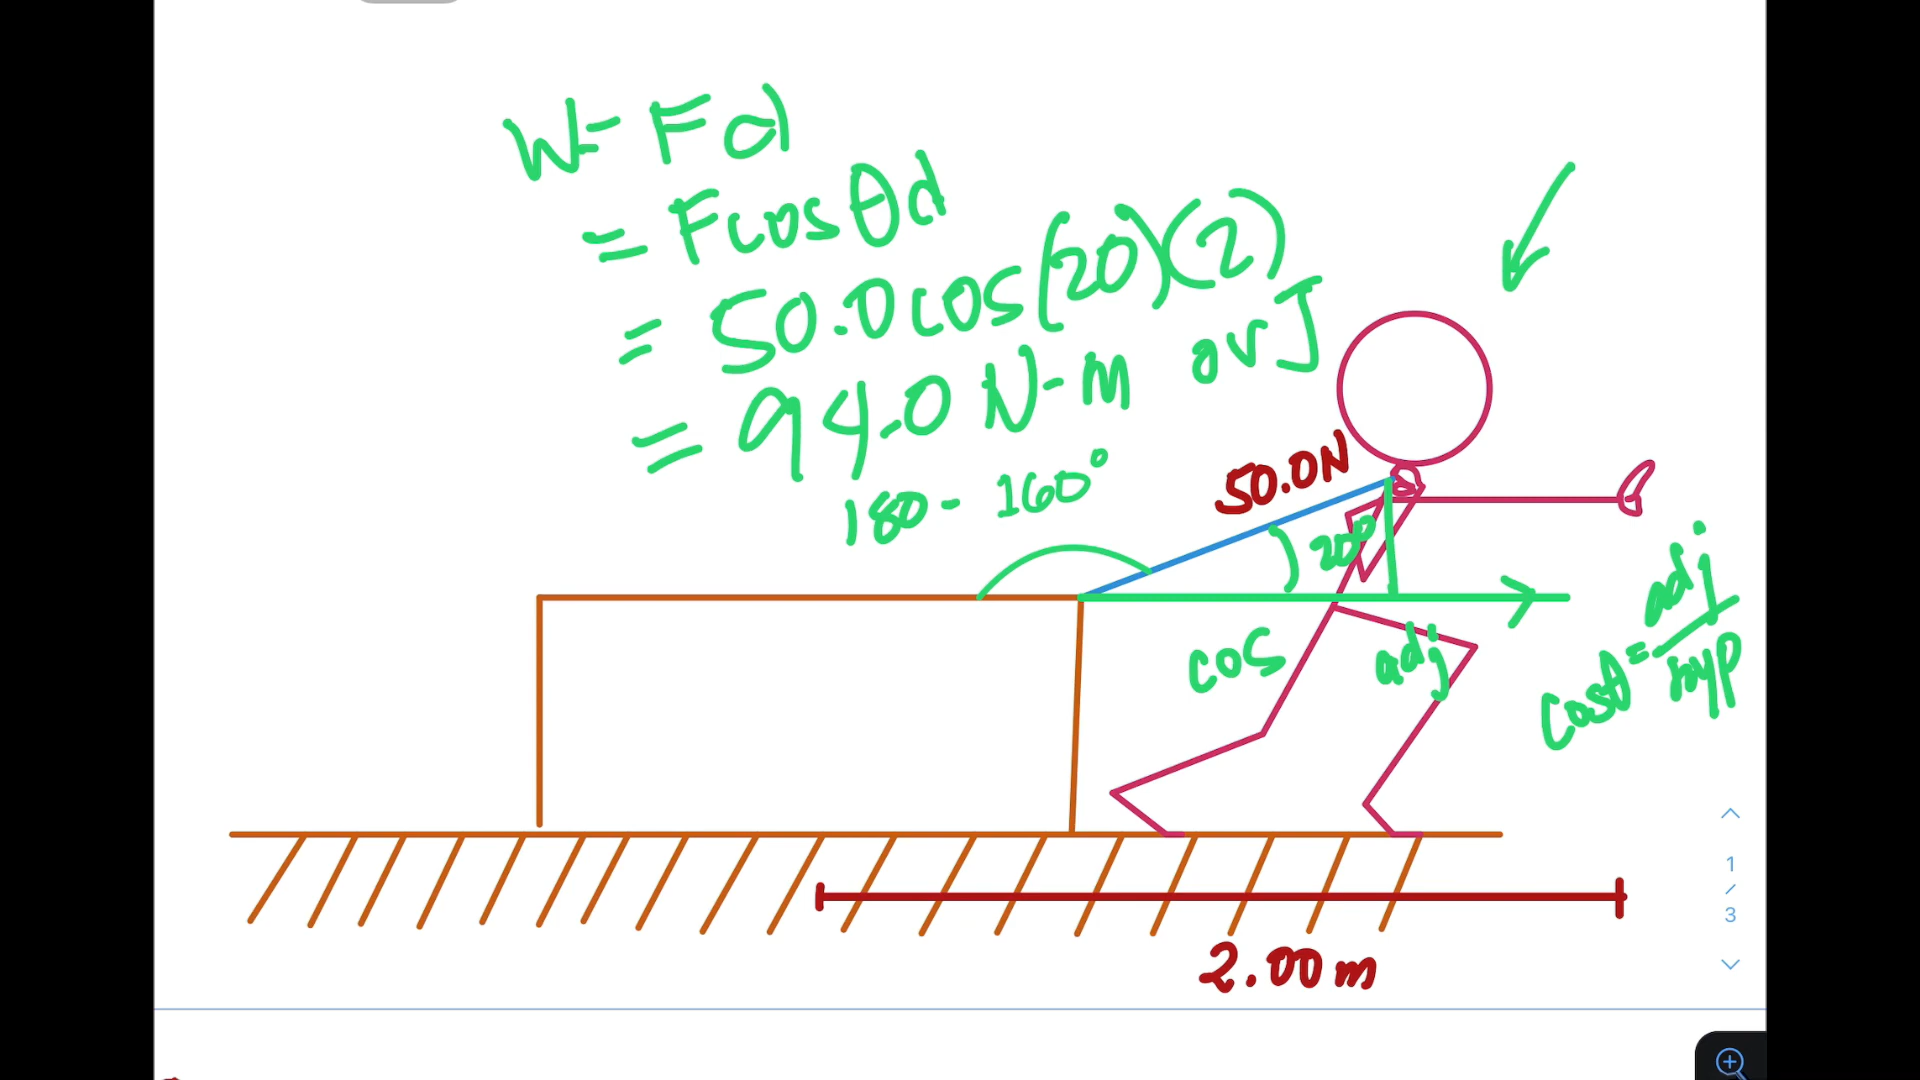 W= Fd
= Fcosθd
= 50.0cos(20)(2)
= 94.0 N-m or J
180- 160°
50.0N
20°
cos
adj
cosθ= adj/hyp
2.00 m
1
/
3